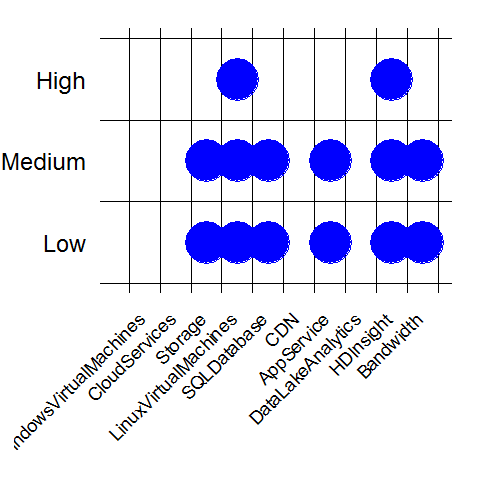 High
Medium
Low
ndowsVirtualMachines
CloudServices
Storage
LinuxVirtualMachines
SQLDatabase
CDN
AppService
DataLakeAnalytics
HDInsight
Bandwidth